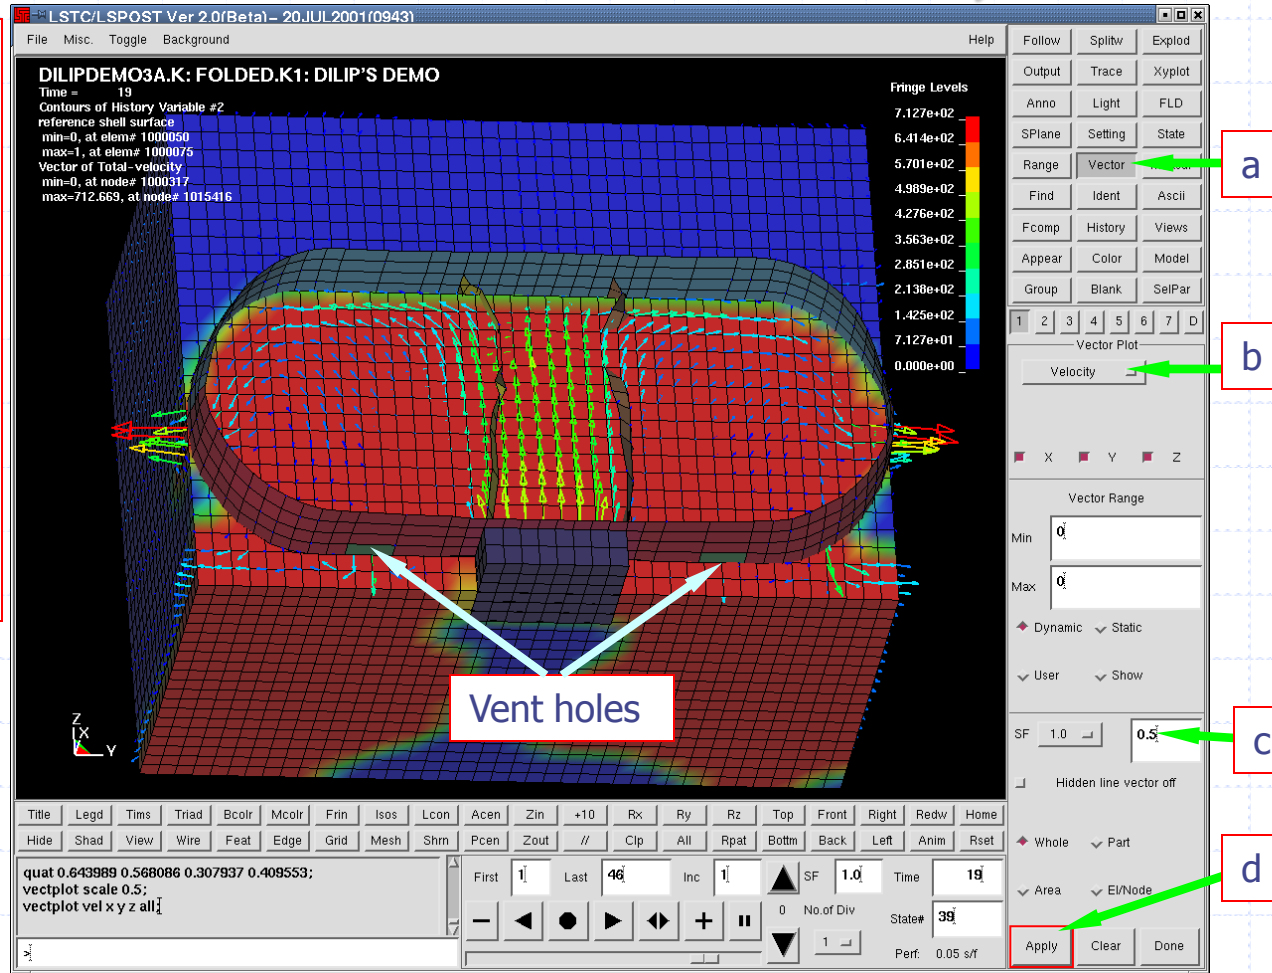 LSTC/LSPOST Ver 2.0(Beta)- 20JUL2001(0943)
File Misc. Toggle Background Help
DILIPDEMO3A.K: FOLDED.K1: DILIP'S DEMO
Time = 19
Contours of History Variable #2
reference shell surface
min=0, at elem# 1000050
max=1, at elem# 1000075
Vector of Total-velocity
min=0, at node# 1000317
max=712.669, at node# 1015416
Fringe Levels
7.127e+02
6.414e+02
5.701e+02
4.989e+02
4.276e+02
3.563e+02
2.851e+02
2.138e+02
1.425e+02
7.127e+01
0.000e+00
Vent holes
Z
X
Y
Follow Splitw Explod
Output Trace Xyplot
Anno Light FLD
SPlane Setting State
Range Vector
a
Find Ident Ascii
Fcomp History Views
Appear Color Model
Group Blank SelPar
1 2 3 4 5 6 7 D
Vector Plot
Velocity
b
X Y Z
Vector Range
Min 0
Max 0
Dynamic Static
User Show
SF 1.0 0.5
c
Hidden line vector off
Whole Part
Area El/Node
d
Apply Clear Done
Title Legd Tims Triad Bcolr Mcolr Frin Isos Lcon Acen Zin +10 Rx Ry Rz Top Front Right Redw Home
Hide Shad View Wire Feat Edge Grid Mesh Shrn Pcen Zout // Clp All Rpat Bottm Back Left Anim Rset
quat 0.643989 0.568086 0.307937 0.409553;
vectplot scale 0.5;
vectplot vel x y z all;
>
First 1 Last 46 Inc 1 SF 1.0 Time 19
0 No.of Div State# 39
1
Perf: 0.05 s/f